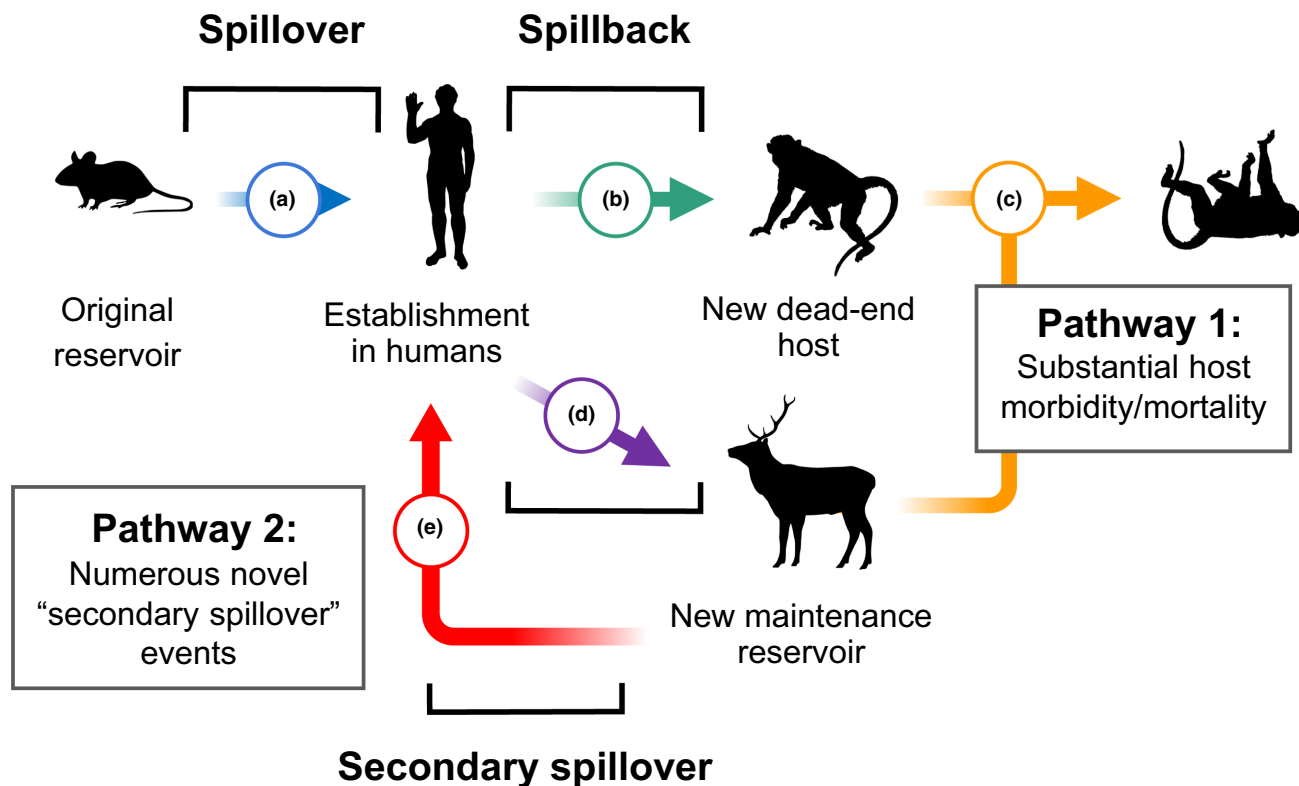 Spillover
Spillback
(a)
(b)
(c)
Original
reservoir
Establishment
in humans
New dead-end
host
Pathway 1:
Substantial host
morbidity/mortality
(d)
(e)
Pathway 2:
Numerous novel
“secondary spillover”
events
New maintenance
reservoir
Secondary spillover